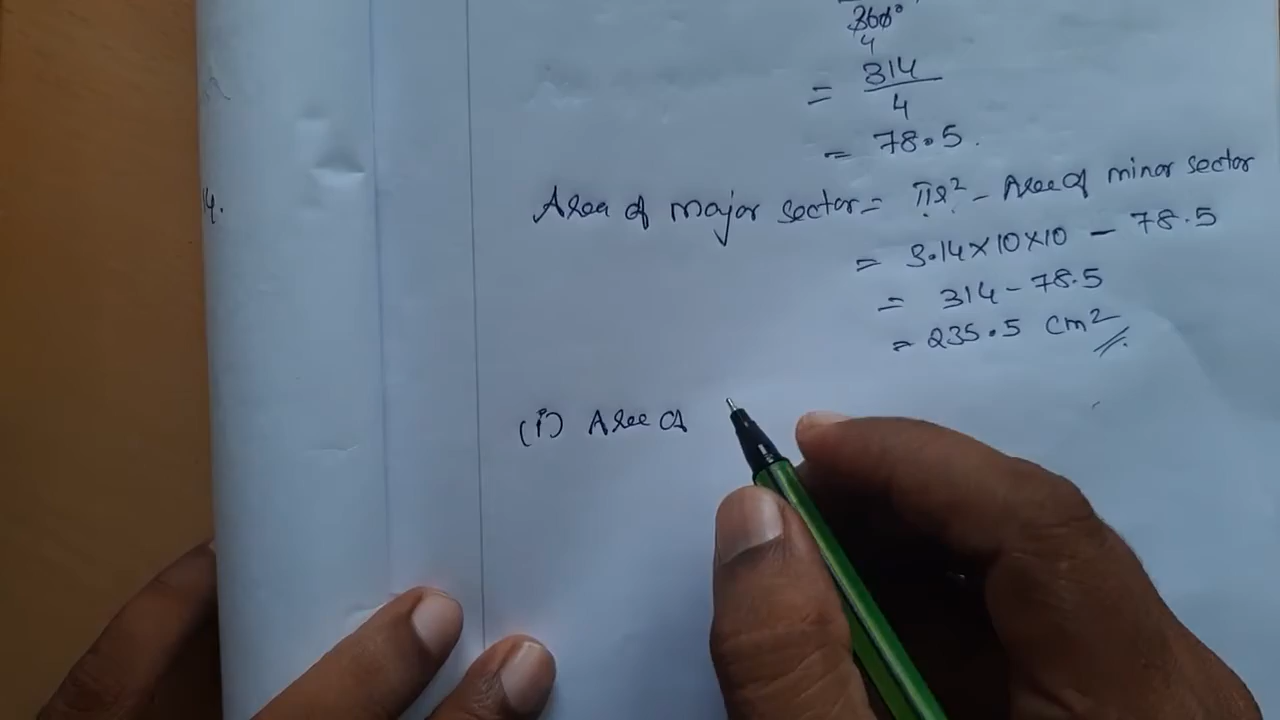 360°
4
= 314
4
= 78.5.
14.
Area of major sector = πr² - Area of minor sector
= 3.14×10×10 - 78.5
= 314 - 78.5
= 235.5 cm²
(i) Area of